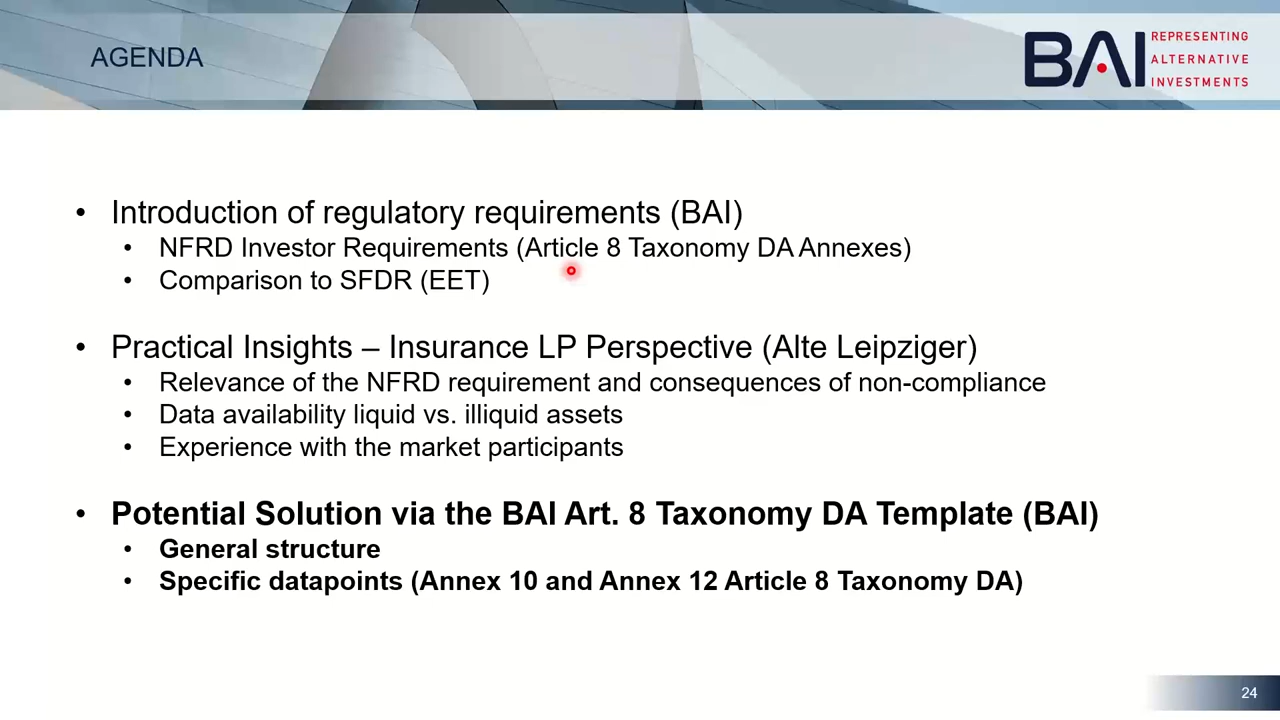 AGENDA
BAI
REPRESENTING
ALTERNATIVE
INVESTMENTS
• Introduction of regulatory requirements (BAI)
• NFRD Investor Requirements (Article 8 Taxonomy DA Annexes)
• Comparison to SFDR (EET)
• Practical Insights – Insurance LP Perspective (Alte Leipziger)
• Relevance of the NFRD requirement and consequences of non-compliance
• Data availability liquid vs. illiquid assets
• Experience with the market participants
• Potential Solution via the BAI Art. 8 Taxonomy DA Template (BAI)
• General structure
• Specific datapoints (Annex 10 and Annex 12 Article 8 Taxonomy DA)
24